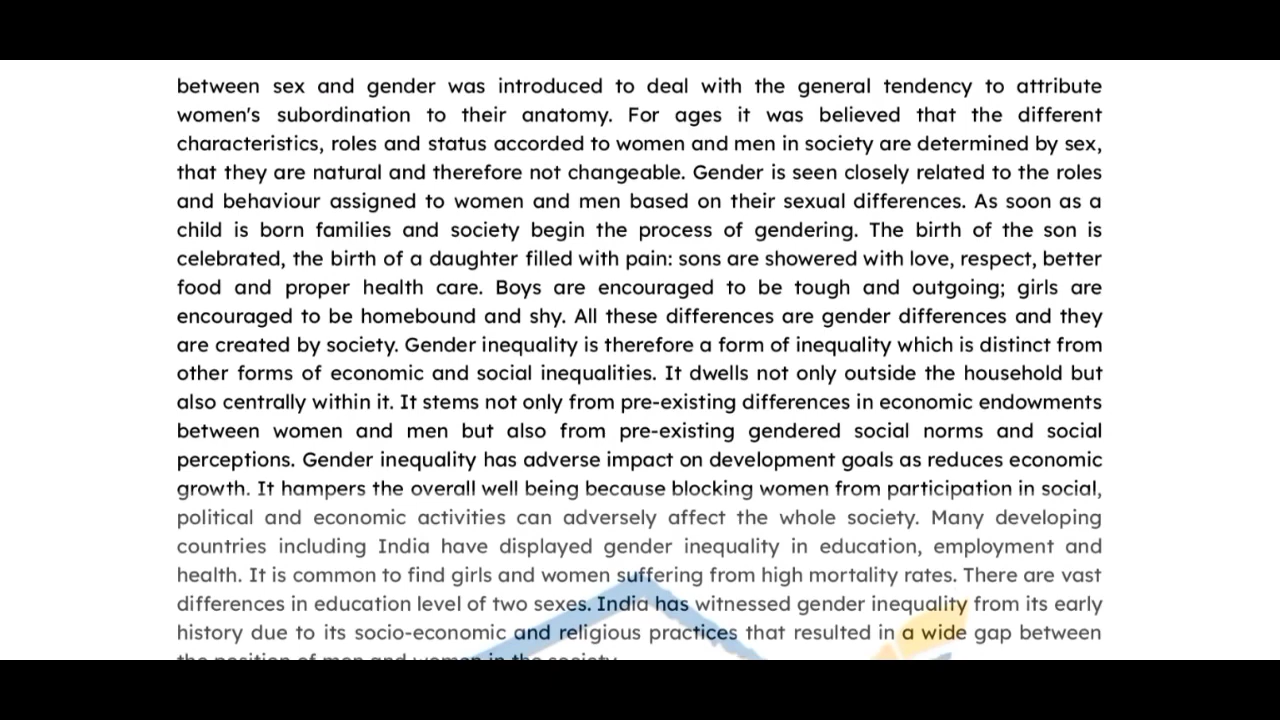 between sex and gender was introduced to deal with the general tendency to attribute
women's subordination to their anatomy. For ages it was believed that the different
characteristics, roles and status accorded to women and men in society are determined by sex,
that they are natural and therefore not changeable. Gender is seen closely related to the roles
and behaviour assigned to women and men based on their sexual differences. As soon as a
child is born families and society begin the process of gendering. The birth of the son is
celebrated, the birth of a daughter filled with pain: sons are showered with love, respect, better
food and proper health care. Boys are encouraged to be tough and outgoing; girls are
encouraged to be homebound and shy. All these differences are gender differences and they
are created by society. Gender inequality is therefore a form of inequality which is distinct from
other forms of economic and social inequalities. It dwells not only outside the household but
also centrally within it. It stems not only from pre-existing differences in economic endowments
between women and men but also from pre-existing gendered social norms and social
perceptions. Gender inequality has adverse impact on development goals as reduces economic
growth. It hampers the overall well being because blocking women from participation in social,
political and economic activities can adversely affect the whole society. Many developing
countries including India have displayed gender inequality in education, employment and
health. It is common to find girls and women suffering from high mortality rates. There are vast
differences in education level of two sexes. India has witnessed gender inequality from its early
history due to its socio-economic and religious practices that resulted in a wide gap between
the position of men and women in the society.